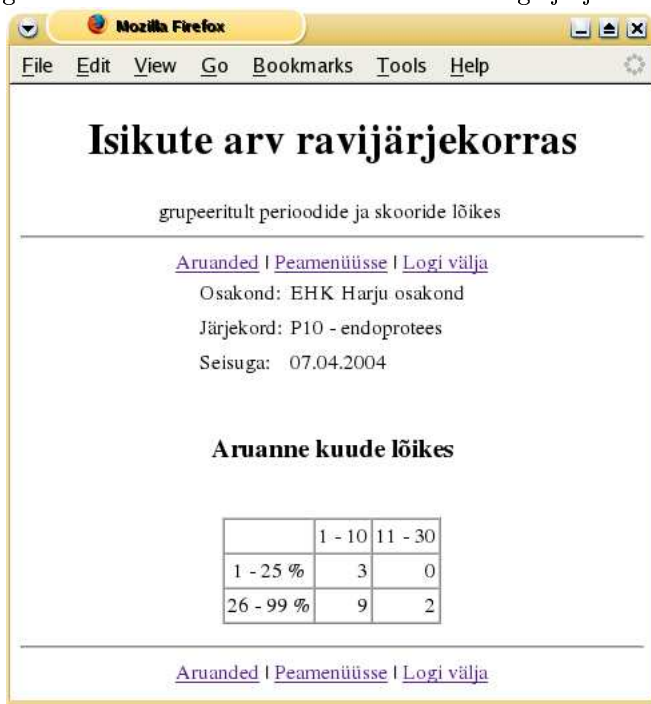 Mozilla Firefox
File Edit View Go Bookmarks Tools Help
Isikute arv ravijärjekorras
grupeeritult perioodide ja skooride lõikes
Aruanded | Peamenüüsse | Logi välja
Osakond: EHK Harju osakond
Järjekord: P10 - endoprotees
Seisuga: 07.04.2004
Aruanne kuude lõikes
1 - 10 11 - 30
1 - 25 % 3 0
26 - 99 % 9 2
Aruanded | Peamenüüsse | Logi välja